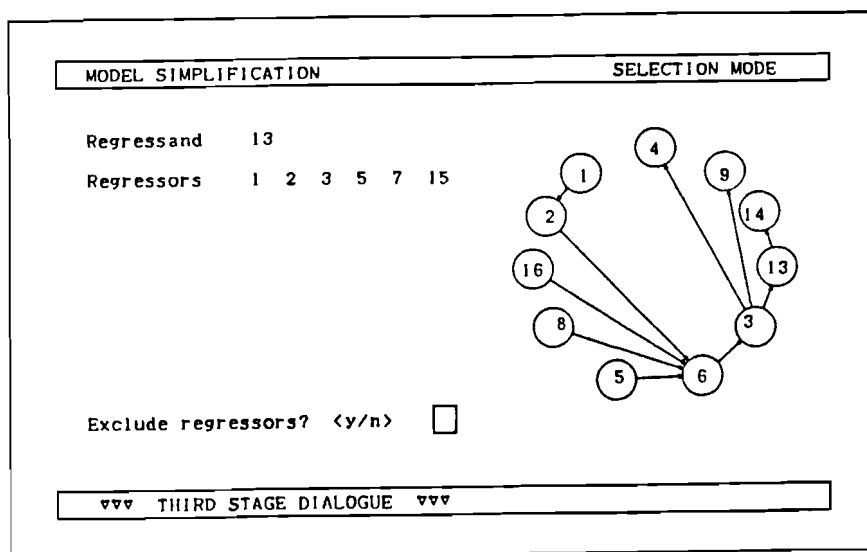 MODEL SIMPLIFICATION SELECTION MODE
Regressand 13
Regressors 1 2 3 5 7 15
4
1
9
2
14
16
13
8
3
5
6
Exclude regressors? <y/n>
▽▽▽ THIRD STAGE DIALOGUE ▽▽▽